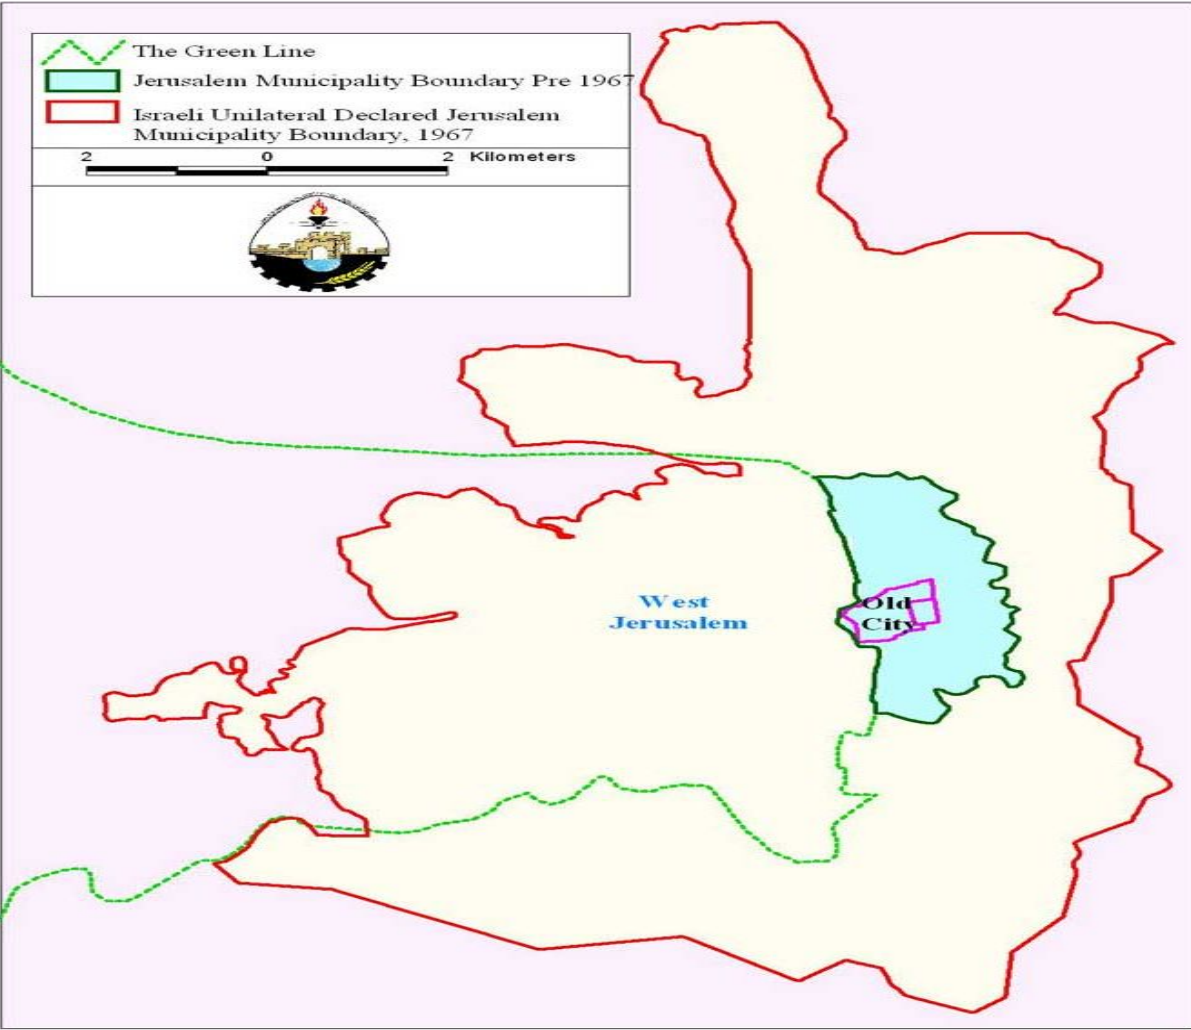 The Green Line
Jerusalem Municipality Boundary Pre 1967
Israeli Unilateral Declared Jerusalem
Municipality Boundary, 1967
2 0 2 Kilometers
West
Jerusalem
Old
City